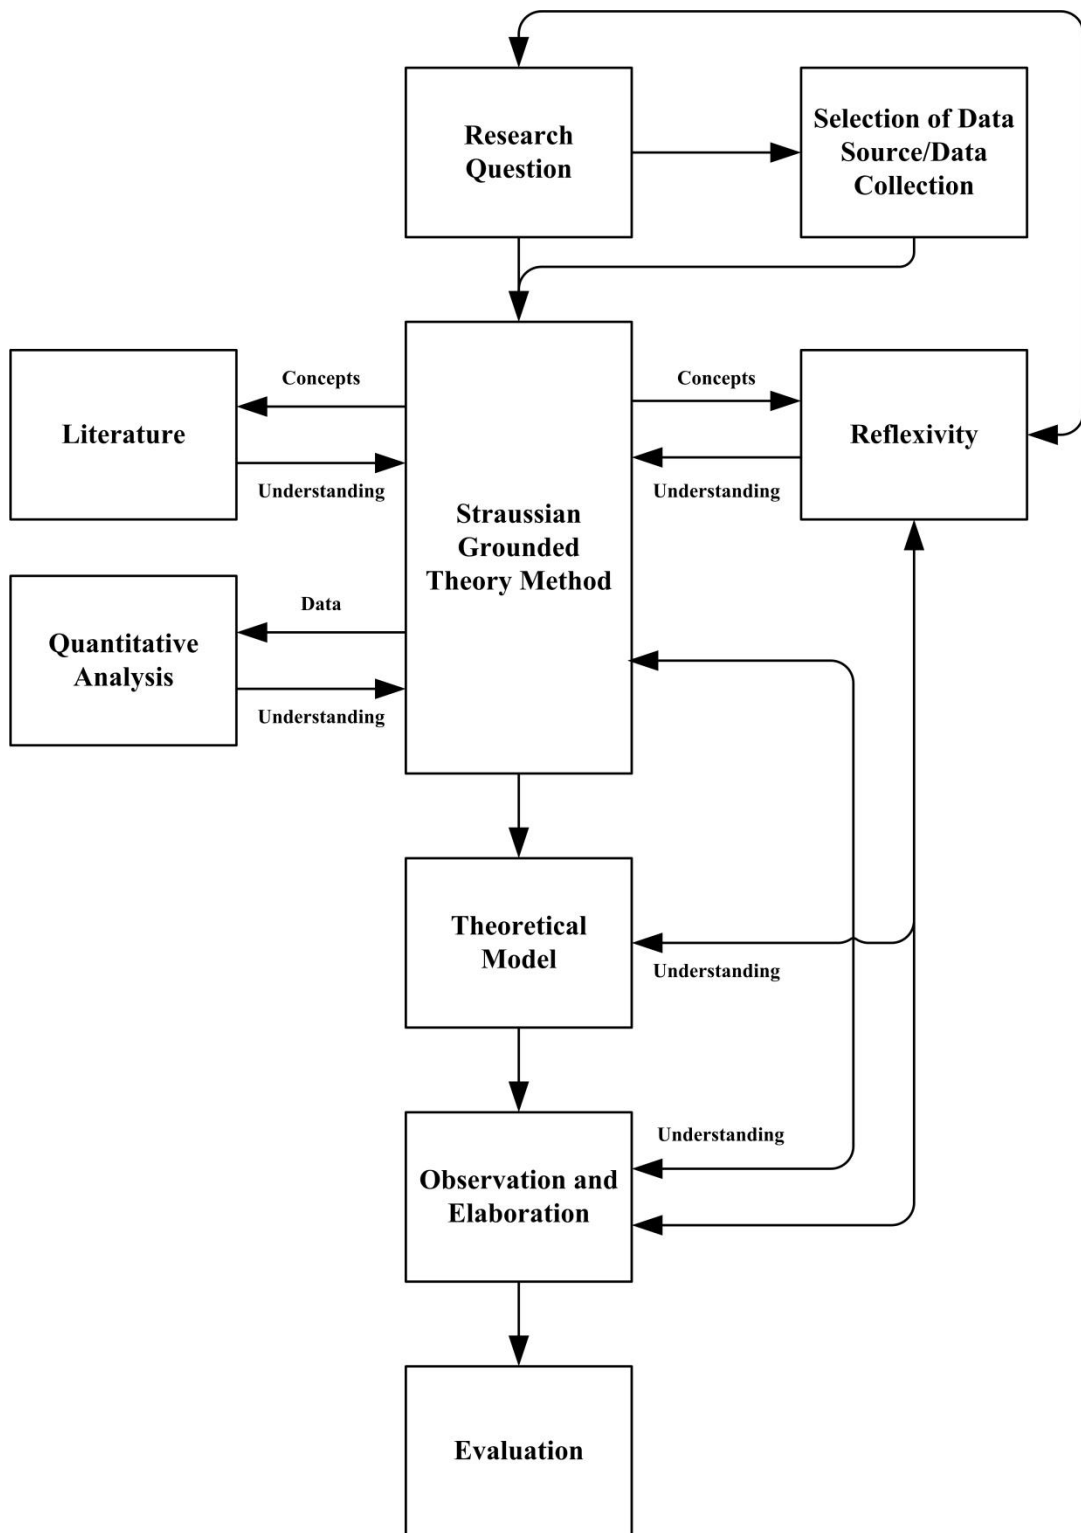 Research
Question
Selection of Data
Source/Data
Collection
Concepts
Concepts
Literature
Reflexivity
Understanding
Understanding
Straussian
Grounded
Theory Method
Data
Quantitative
Analysis
Understanding
Theoretical
Model
Understanding
Understanding
Observation and
Elaboration
Evaluation